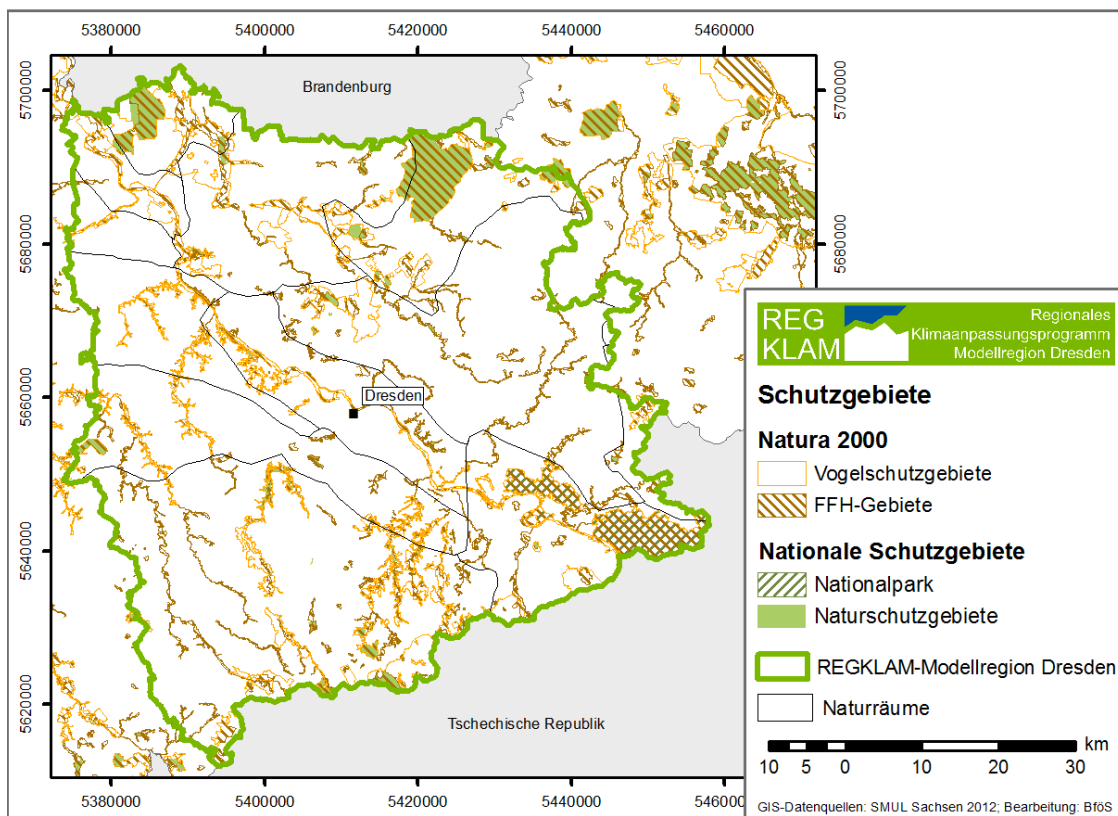 5380000 5400000 5420000 5440000 5460000
5700000
5680000
5660000
5640000
5620000
5700000
5680000
Brandenburg
Dresden
Tschechische Republik
5380000 5400000 5420000 5440000 5460000
REG
KLAM
Regionales
Klimaanpassungsprogramm
Modellregion Dresden
Schutzgebiete
Natura 2000
Vogelschutzgebiete
FFH-Gebiete
Nationale Schutzgebiete
Nationalpark
Naturschutzgebiete
REGKLAM-Modellregion Dresden
Naturräume
km
10 5 0 10 20 30
GIS-Datenquellen: SMUL Sachsen 2012; Bearbeitung: BföS